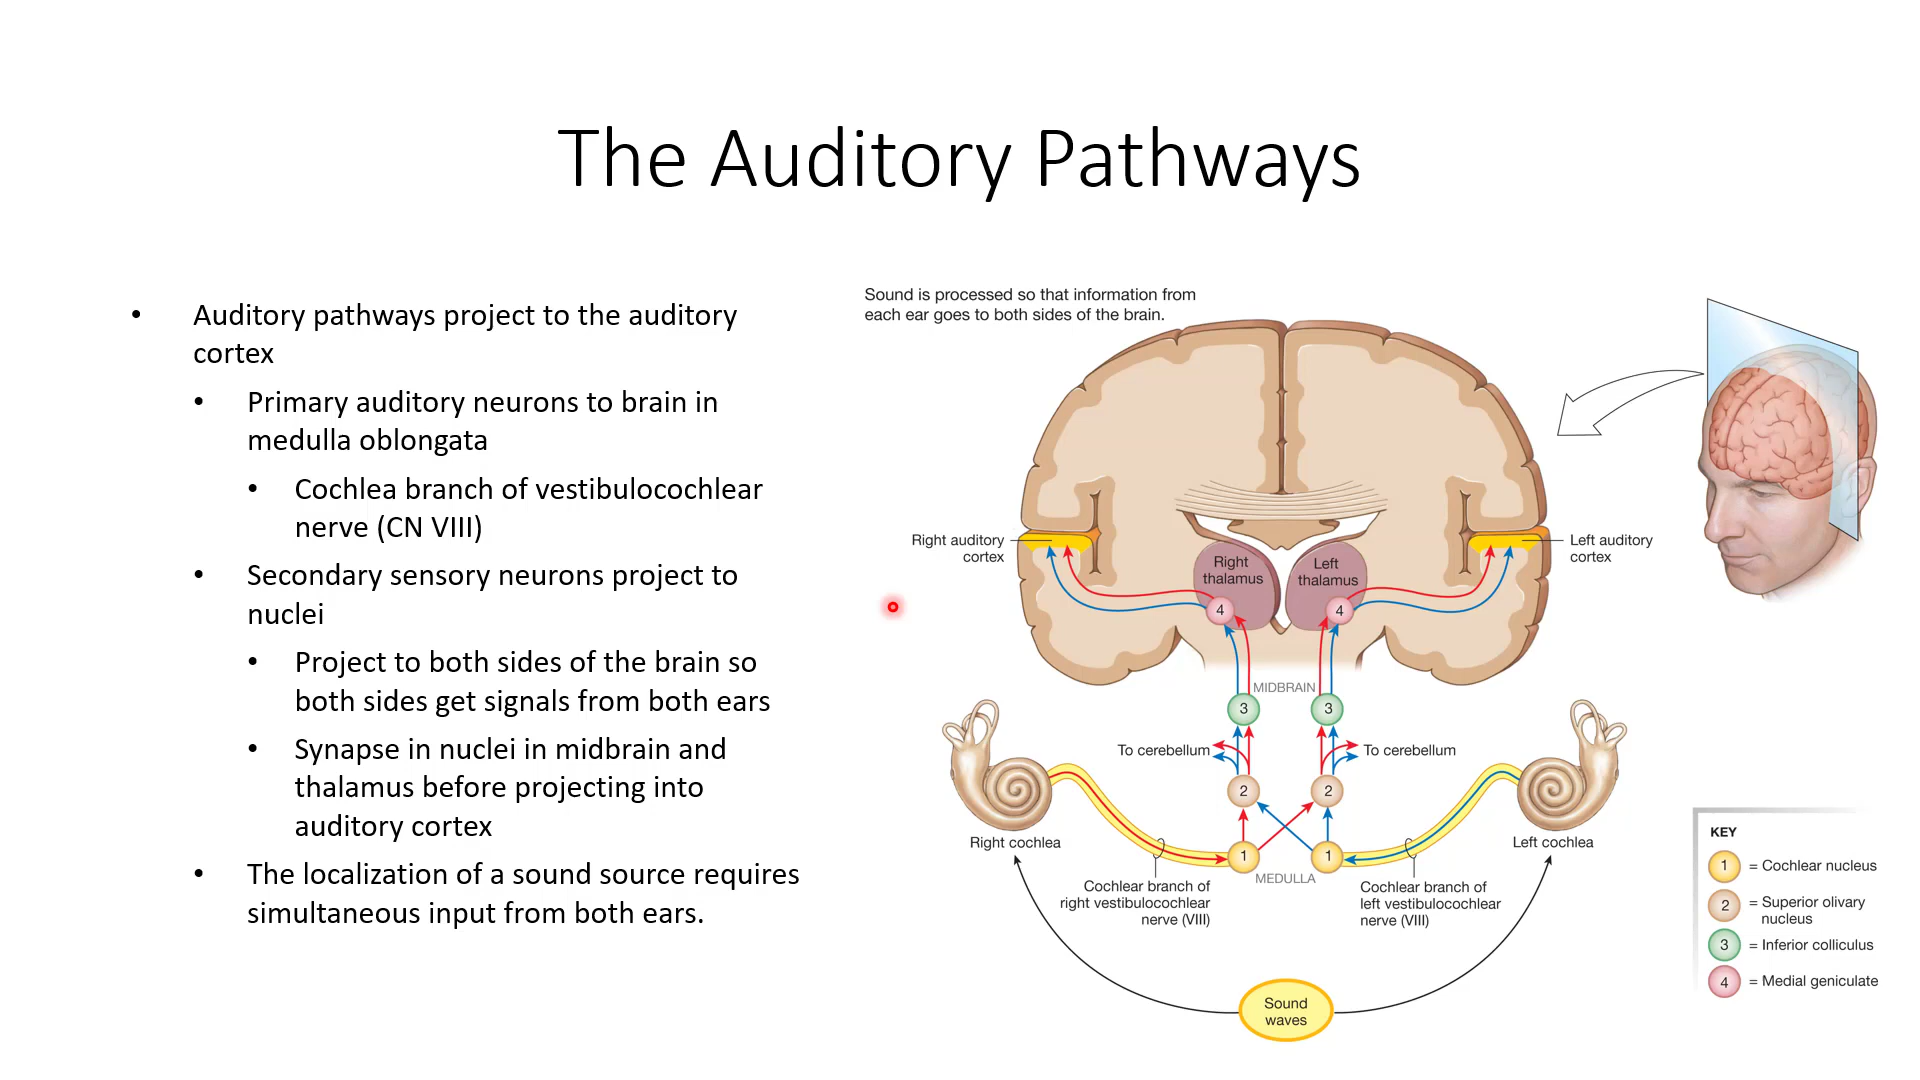 The Auditory Pathways
• Auditory pathways project to the auditory
cortex
• Primary auditory neurons to brain in
medulla oblongata
• Cochlea branch of vestibulocochlear
nerve (CN VIII)
• Secondary sensory neurons project to
nuclei
• Project to both sides of the brain so
both sides get signals from both ears
• Synapse in nuclei in midbrain and
thalamus before projecting into
auditory cortex
• The localization of a sound source requires
simultaneous input from both ears.
Sound is processed so that information from
each ear goes to both sides of the brain.
Right auditory
cortex
Right
thalamus
Left
thalamus
Left auditory
cortex
4
4
MIDBRAIN
3
3
To cerebellum
To cerebellum
2
2
Right cochlea
Left cochlea
1
1
MEDULLA
Cochlear branch of
right vestibulocochlear
nerve (VIII)
Cochlear branch of
left vestibulocochlear
nerve (VIII)
Sound
waves
KEY
1 = Cochlear nucleus
2 = Superior olivary
nucleus
3 = Inferior colliculus
4 = Medial geniculate